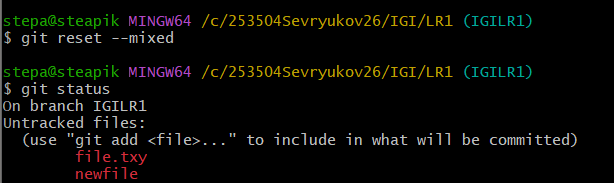 stepa@steapik MINGW64 /c/253504Sevryukov26/IGI/LR1 (IGILR1)
$ git reset --mixed
stepa@steapik MINGW64 /c/253504Sevryukov26/IGI/LR1 (IGILR1)
$ git status
On branch IGILR1
Untracked files:
  (use "git add <file>..." to include in what will be committed)
        file.txy
        newfile